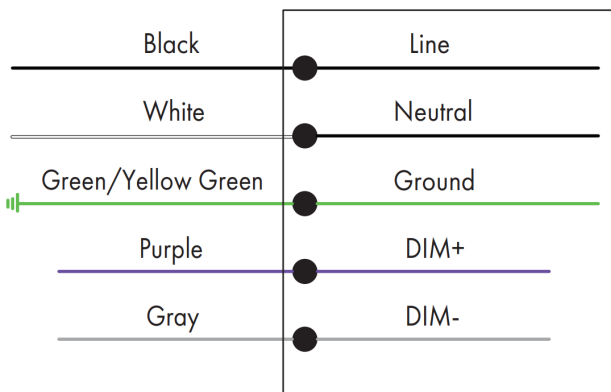 Black Line
White Neutral
Green/Yellow Green Ground
Purple DIM+
Gray DIM-